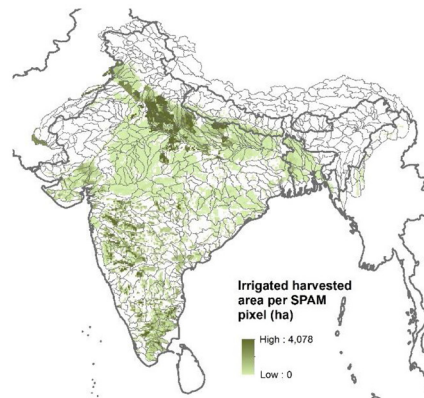 Irrigated harvested
area per SPAM
pixel (ha)
High : 4,078
Low : 0